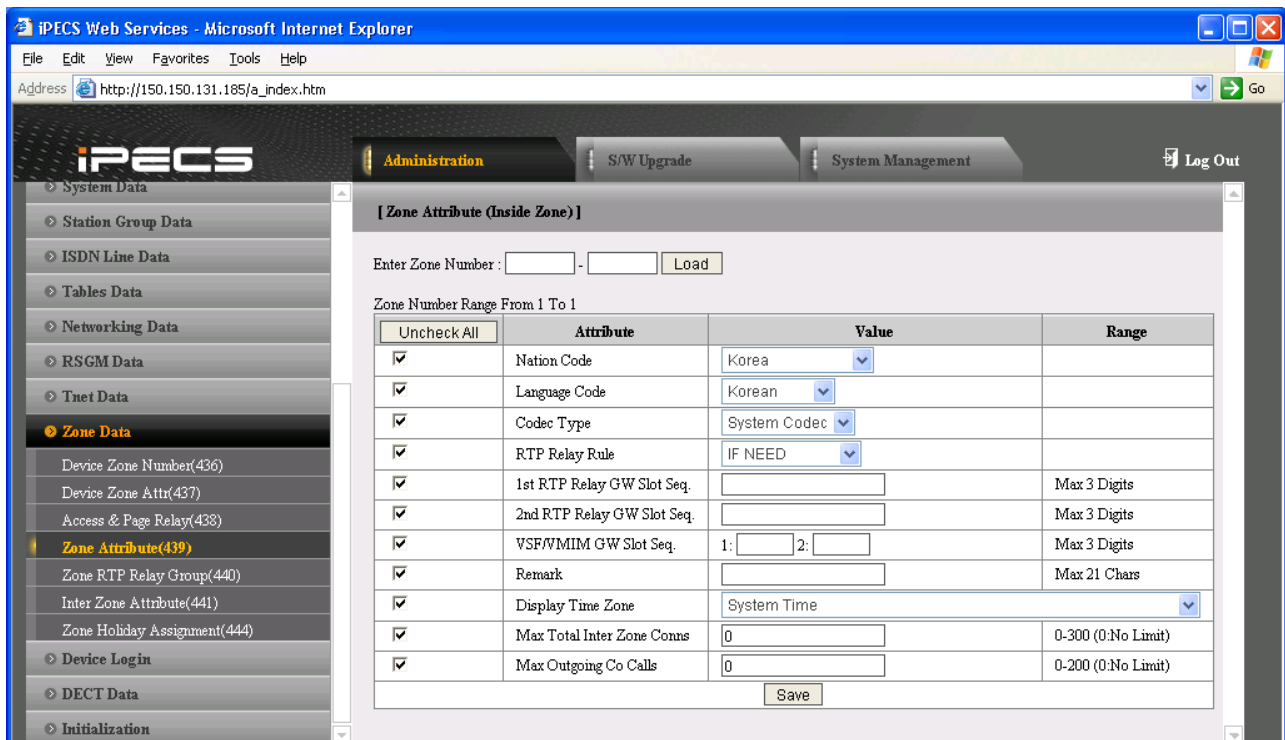 iPECS Web Services - Microsoft Internet Explorer
File Edit View Favorites Tools Help
Address http://150.150.131.185/a_index.htm Go
iPECS
Administration S/W Upgrade System Management Log Out
System Data
Station Group Data
ISDN Line Data
Tables Data
Networking Data
RSGM Data
Tnet Data
Zone Data
Device Zone Number(436)
Device Zone Attr(437)
Access & Page Relay(438)
Zone Attribute(439)
Zone RTP Relay Group(440)
Inter Zone Attribute(441)
Zone Holiday Assignment(444)
Device Login
DECT Data
Initialization
[ Zone Attribute (Inside Zone) ]
Enter Zone Number : - Load
Zone Number Range From 1 To 1
Uncheck All Attribute Value Range
Nation Code Korea
Language Code Korean
Codec Type System Codec
RTP Relay Rule IF NEED
1st RTP Relay GW Slot Seq. Max 3 Digits
2nd RTP Relay GW Slot Seq. Max 3 Digits
VSF/VMIM GW Slot Seq. 1: 2: Max 3 Digits
Remark Max 21 Chars
Display Time Zone System Time
Max Total Inter Zone Conns 0 0-300 (0:No Limit)
Max Outgoing Co Calls 0 0-200 (0:No Limit)
Save